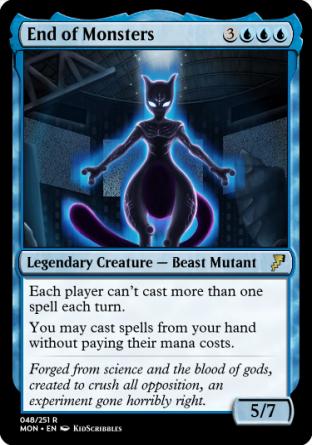 End of Monsters 3
Legendary Creature — Beast Mutant
Each player can't cast more than one
spell each turn.
You may cast spells from your hand
without paying their mana costs.
Forged from science and the blood of gods,
created to crush all opposition, an
experiment gone horribly right.
5/7
048/251 R
MON • EN KidScribbles